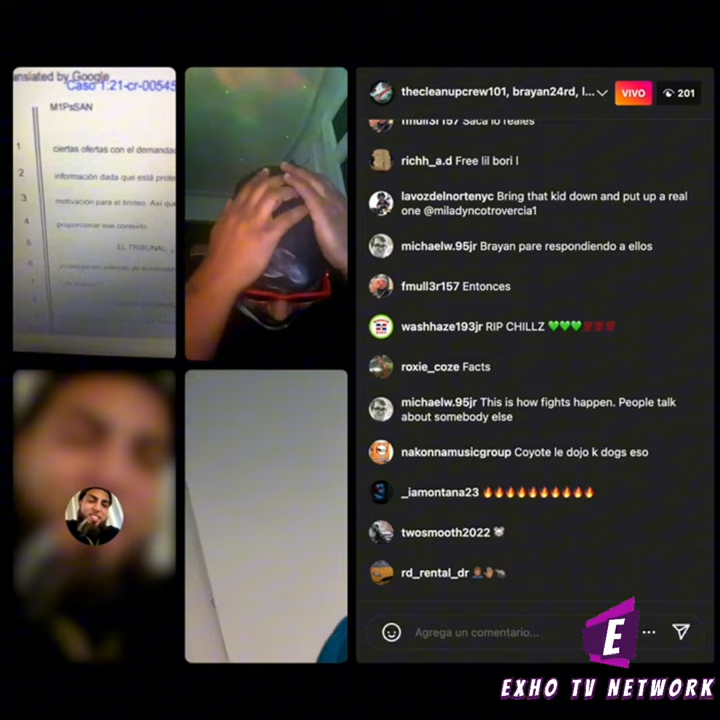 anslated by Google
Caso 1:21-cr-00545
M1PsSAN
1 ciertas ofertas con el demanda
2 información dada que está prote
3 motivación para el tiroteo. Así que
4 proporcionar ese contexto.
5 EL TRIBUNAL
6
7
thecleanupcrew101, brayan24rd, l...
VIVO
201
fmull3r157 Saca lo reales
richh_a.d Free lil bori l
lavozdelnortenyc Bring that kid down and put up a real
one @miladyncotrovercia1
michaelw.95jr Brayan pare respondiendo a ellos
fmull3r157 Entonces
washhaze193jr RIP CHILLZ 💚💚💚💯💯💯
roxie_coze Facts
michaelw.95jr This is how fights happen. People talk
about somebody else
nakonnamusicgroup Coyote le dojo k dogs eso
_iamontana23 🔥🔥🔥🔥🔥🔥🔥🔥🔥🔥
twosmooth2022
rd_rental_dr
Agrega un comentario...
E
EXHO TV NETWORK